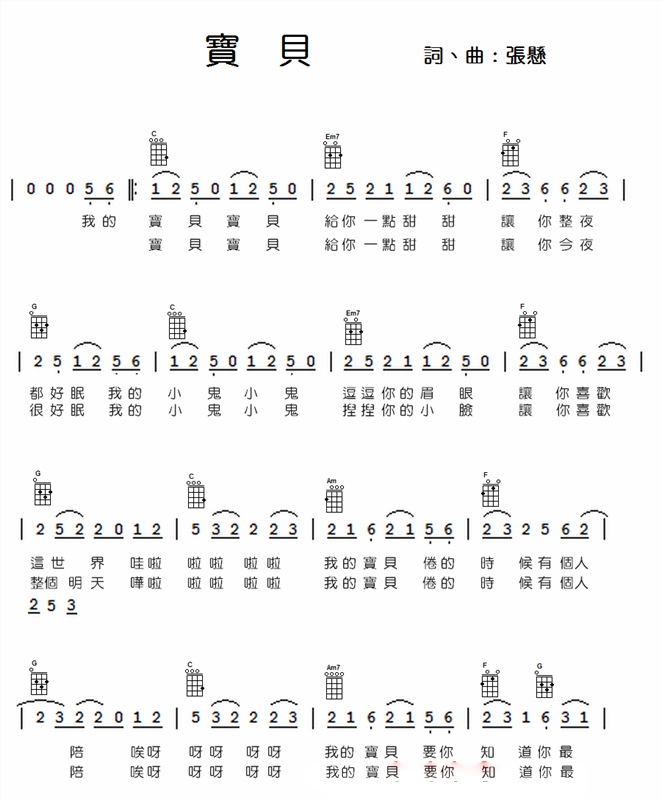 寶 貝 詞、曲：張懸
C Em7 F
| 0 0 0 5 6 ‖: 1 2 5 0 1 2 5 0 | 2 5 2 1 1 2 6 0 | 2 3 6 6 2 3 |
我的 寶 貝 寶 貝 給你一點甜 甜 讓 你整夜
寶 貝 寶 貝 給你一點甜 甜 讓 你今夜
G C Em7 F
| 2 5 1 2 5 6 | 1 2 5 0 1 2 5 0 | 2 5 2 1 1 2 5 0 | 2 3 6 6 2 3 |
都好眠 我的 小 鬼 小 鬼 逗逗你的眉 眼 讓 你喜歡
很好眠 我的 小 鬼 小 鬼 捏捏你的小 臉 讓 你喜歡
G C Am F
| 2 5 2 2 0 1 2 | 5 3 2 2 2 3 | 2 1 6 2 1 5 6 | 2 3 2 5 6 2 |
這世 界 哇啦 啦啦 啦啦 我的寶貝 倦的 時 候有個人
整個 明天 嘩啦 啦啦 啦啦 我的寶貝 倦的 時 候有個人
2 5 3
G C Am7 F G
| 2 3 2 2 0 1 2 | 5 3 2 2 2 3 | 2 1 6 2 1 5 6 | 2 3 1 6 3 1 |
陪 唉呀 呀呀 呀呀 我的 寶貝 要你 知 道你最
陪 唉呀 呀呀 呀呀 我的 寶貝 要你 知 道你最